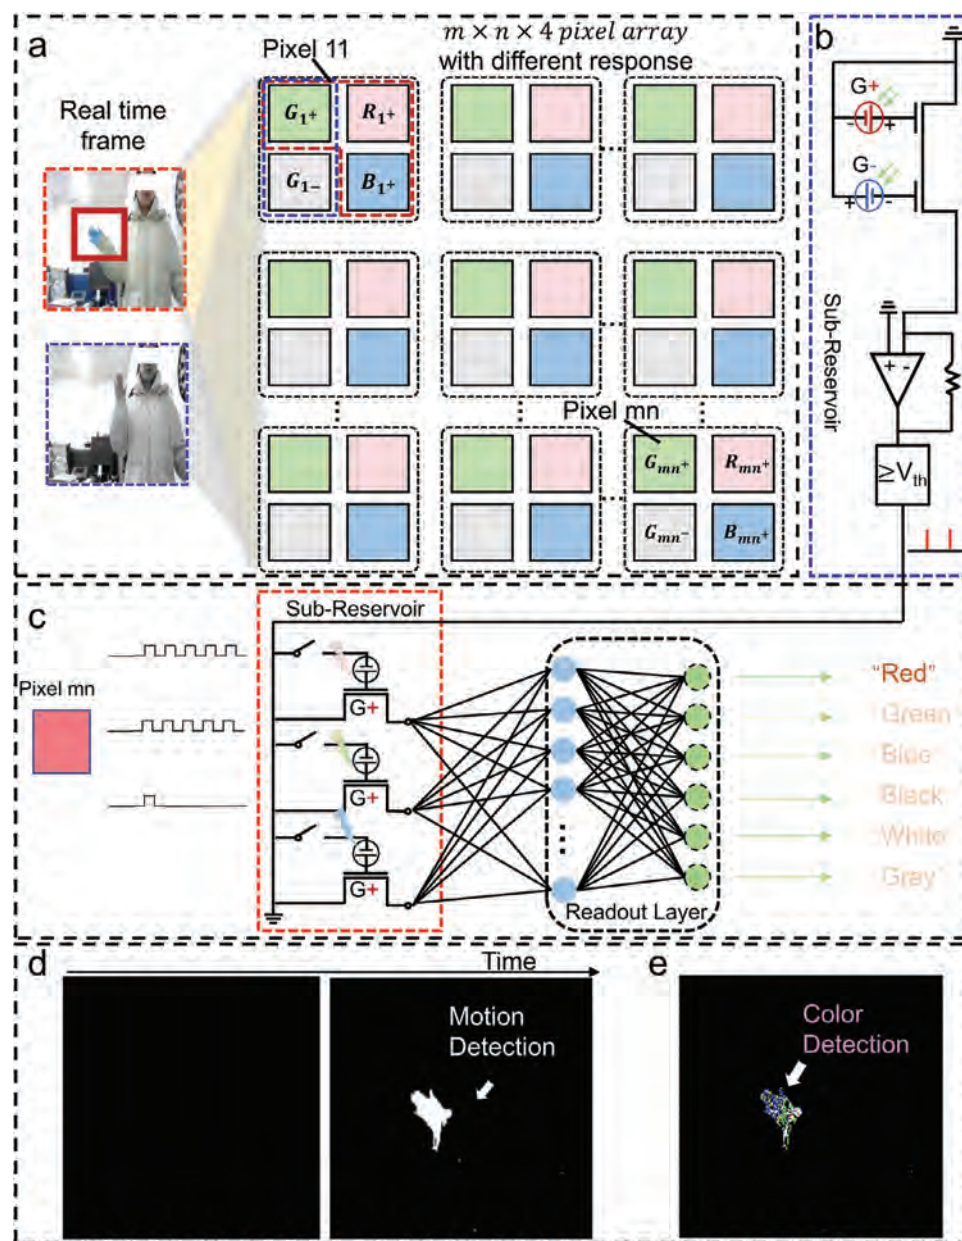 a
Pixel 11
m × n × 4 pixel array
with different response
Real time
frame
G1+
R1+
G1−
B1+
Pixel mn
Gmn+
Rmn+
Gmn−
Bmn+
b
G+
- +
G-
+ -
Sub-Reservoir
+ -
≥Vth
c
Sub-Reservoir
Pixel mn
G+
G+
G+
Readout Layer
"Red"
"Green"
"Blue"
"Black"
"White"
"Gray"
d
Time
Motion
Detection
e
Color
Detection